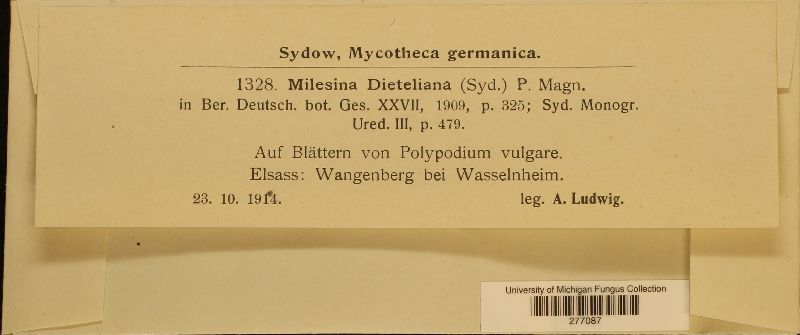 Sydow, Mycotheca germanica.
1328. Milesina Dieteliana (Syd.) P. Magn.
in Ber. Deutsch. bot. Ges. XXVII, 1909, p. 325; Syd. Monogr.
Ured. III, p. 479.
Auf Blättern von Polypodium vulgare.
Elsass: Wangenberg bei Wasselnheim.
23. 10. 1914. leg. A. Ludwig.
University of Michigan Fungus Collection
277087